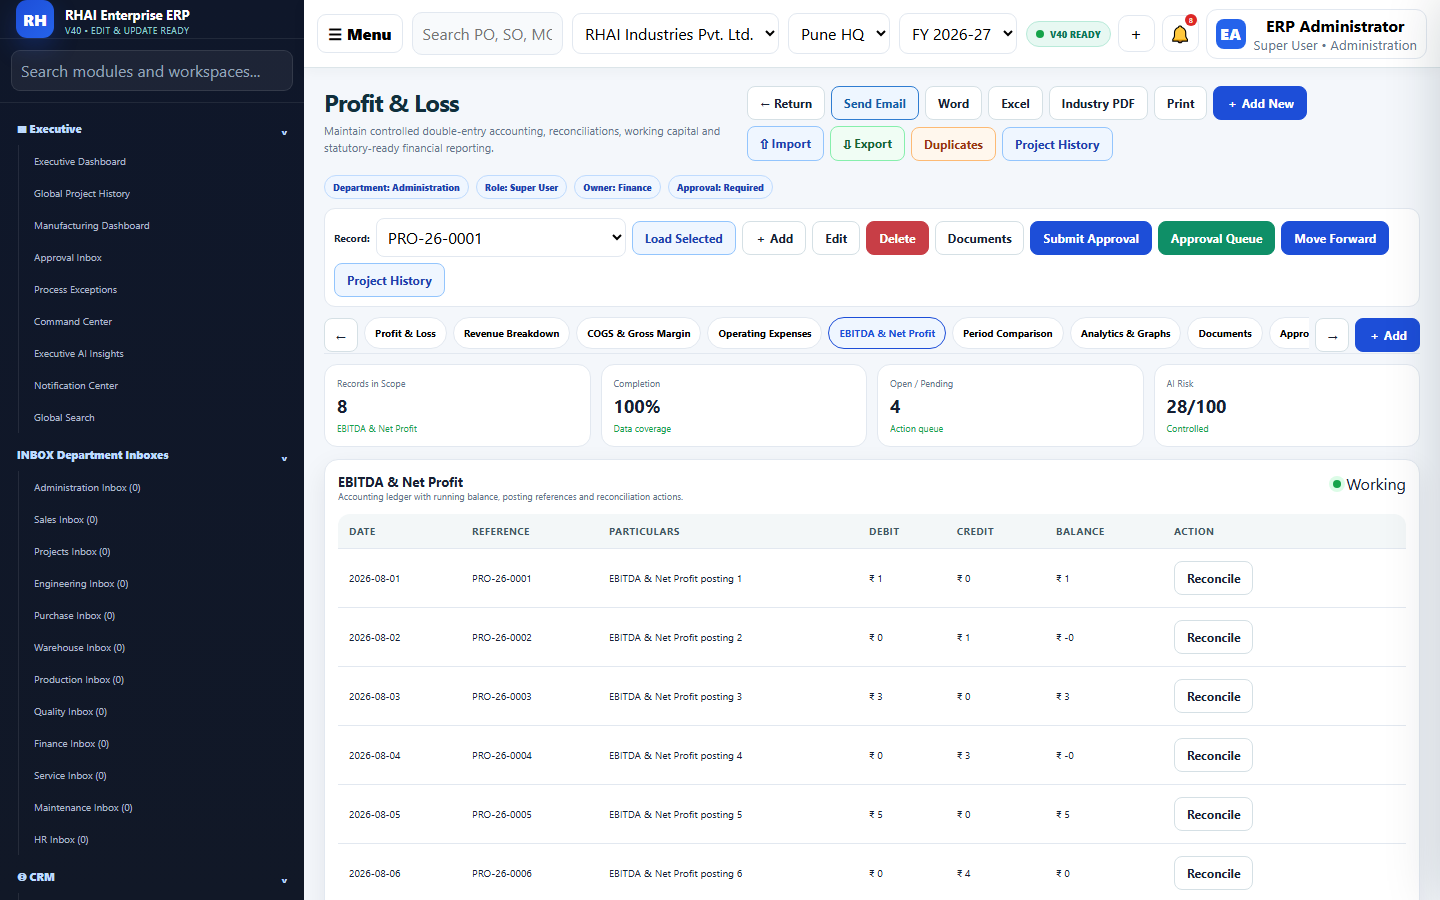 RH
RHAI Enterprise ERP
V40 • EDIT & UPDATE READY
Search modules and workspaces...
Executive
Executive Dashboard
Global Project History
Manufacturing Dashboard
Approval Inbox
Process Exceptions
Command Center
Executive AI Insights
Notification Center
Global Search
INBOX Department Inboxes
Administration Inbox (0)
Sales Inbox (0)
Projects Inbox (0)
Engineering Inbox (0)
Purchase Inbox (0)
Warehouse Inbox (0)
Production Inbox (0)
Quality Inbox (0)
Finance Inbox (0)
Service Inbox (0)
Maintenance Inbox (0)
HR Inbox (0)
CRM
☰ Menu
Search PO, SO, MC
RHAI Industries Pvt. Ltd.
Pune HQ
FY 2026-27
V40 READY
+
8
EA
ERP Administrator
Super User • Administration
Profit & Loss
Maintain controlled double-entry accounting, reconciliations, working capital and
statutory-ready financial reporting.
← Return
Send Email
Word
Excel
Industry PDF
Print
+ Add New
⇧ Import
⇩ Export
Duplicates
Project History
Department: Administration
Role: Super User
Owner: Finance
Approval: Required
Record:
PRO-26-0001
Load Selected
+ Add
Edit
Delete
Documents
Submit Approval
Approval Queue
Move Forward
Project History
←
Profit & Loss
Revenue Breakdown
COGS & Gross Margin
Operating Expenses
EBITDA & Net Profit
Period Comparison
Analytics & Graphs
Documents
Appro
→
+ Add
Records in Scope
8
EBITDA & Net Profit
Completion
100%
Data coverage
Open / Pending
4
Action queue
AI Risk
28/100
Controlled
EBITDA & Net Profit
Accounting ledger with running balance, posting references and reconciliation actions.
Working
DATE REFERENCE PARTICULARS DEBIT CREDIT BALANCE ACTION
2026-08-01 PRO-26-0001 EBITDA & Net Profit posting 1 ₹ 1 ₹ 0 ₹ 1 Reconcile
2026-08-02 PRO-26-0002 EBITDA & Net Profit posting 2 ₹ 0 ₹ 1 ₹ -0 Reconcile
2026-08-03 PRO-26-0003 EBITDA & Net Profit posting 3 ₹ 3 ₹ 0 ₹ 3 Reconcile
2026-08-04 PRO-26-0004 EBITDA & Net Profit posting 4 ₹ 0 ₹ 3 ₹ -0 Reconcile
2026-08-05 PRO-26-0005 EBITDA & Net Profit posting 5 ₹ 5 ₹ 0 ₹ 5 Reconcile
2026-08-06 PRO-26-0006 EBITDA & Net Profit posting 6 ₹ 0 ₹ 4 ₹ 0 Reconcile